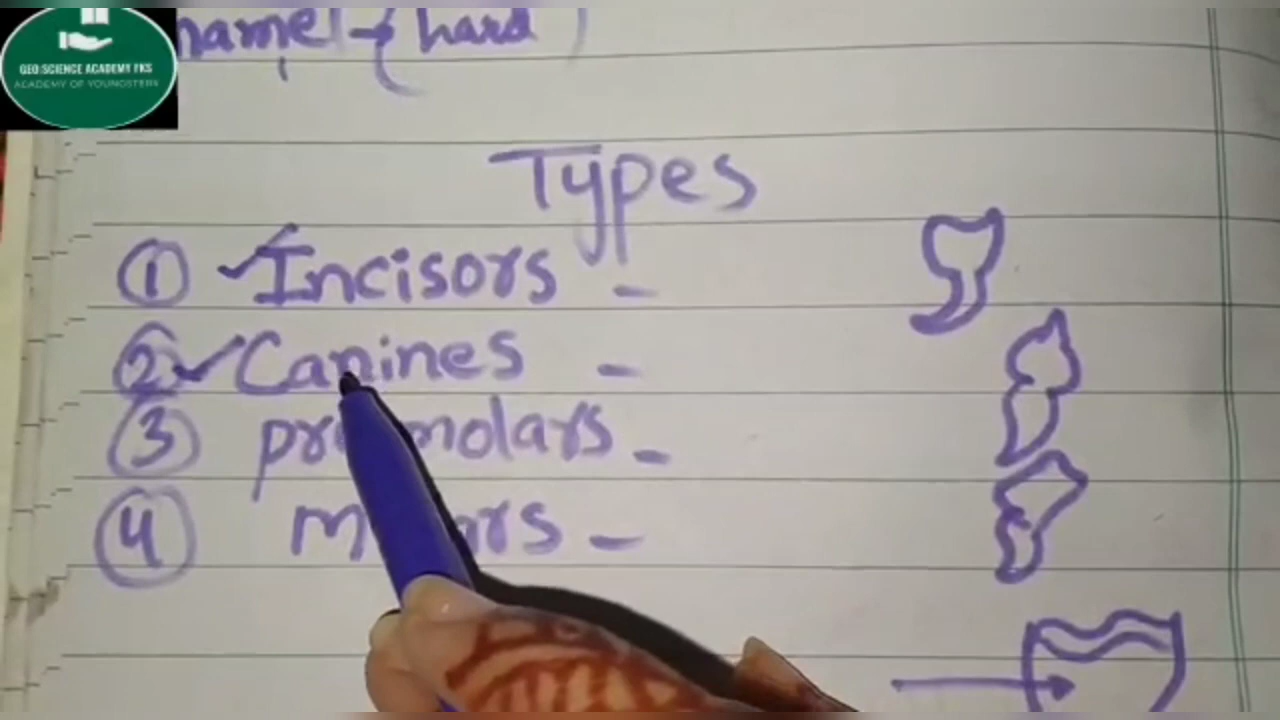 GEO SCIENCE ACADEMY FKS
ACADEMY OF YOUNGSTERS
hard )
Types
① ✓ Incisors -
② ✓ Canines -
③ premolars -
④ molars -